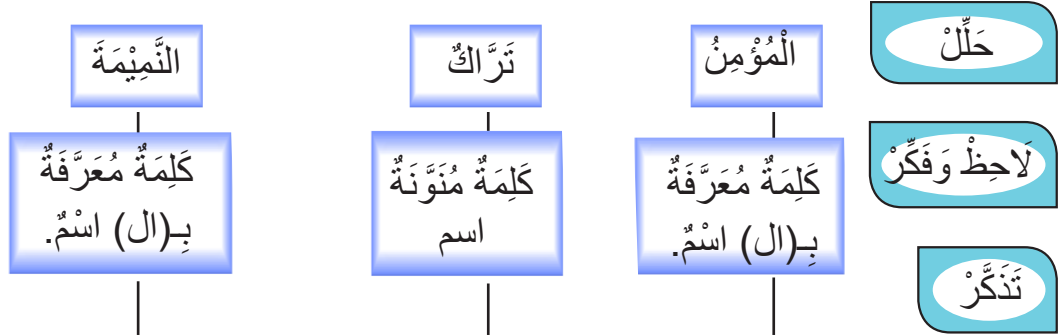 حَلِّلْ
الْمُؤْمِنُ
تَرَّاكٌ
النَّمِيْمَةَ
لَاحِظْ وَفَكِّرْ
كَلِمَةٌ مُعَرَّفَةٌ
بِـ(ال) اسْمٌ.
كَلِمَةٌ مُنَوَّنَةٌ
اسم
كَلِمَةٌ مُعَرَّفَةٌ
بِـ(ال) اسْمٌ.
تَذَكَّرْ